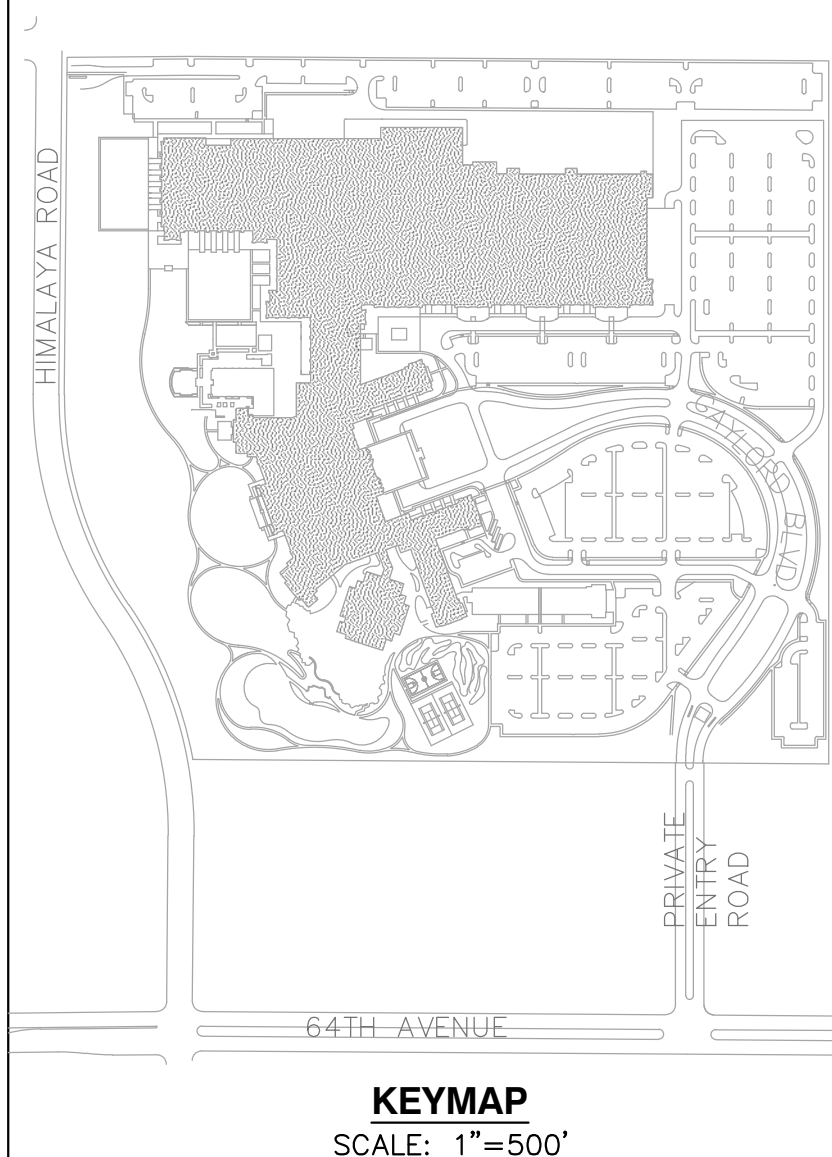 HIMALAYA ROAD
GAYLORD BLVD.
PRIVATE
ENTRY
ROAD
64TH AVENUE
KEYMAP
SCALE: 1"=500'